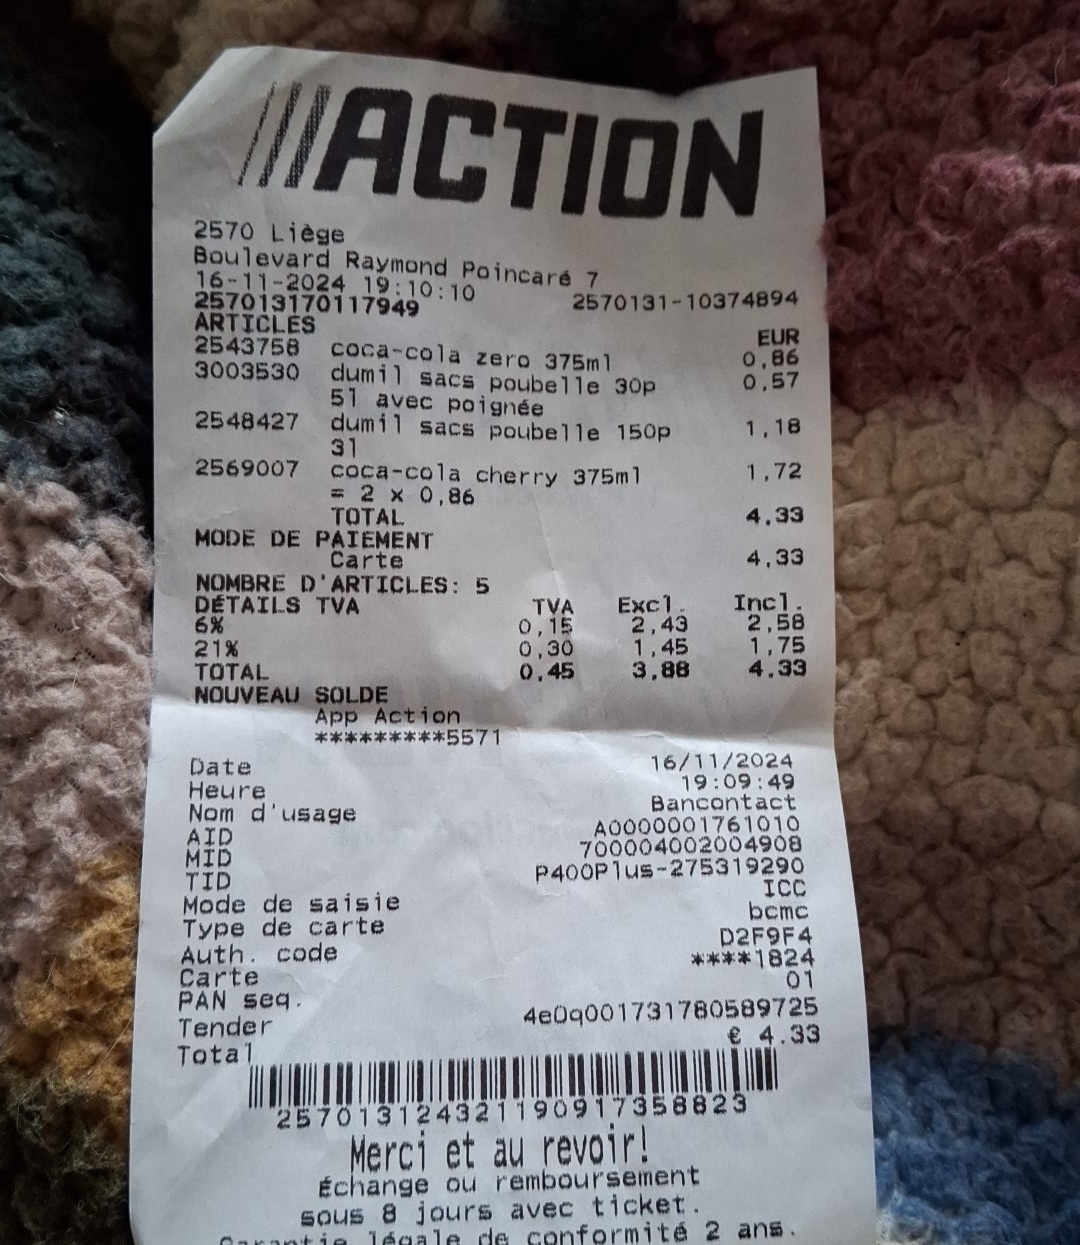 ACTION
2570 Liège
Boulevard Raymond Poincaré 7
16-11-2024 19:10:10
257013170117949 2570131-10374894
ARTICLES EUR
2543758 coca-cola zero 375ml 0,86
3003530 dumil sacs poubelle 30p 0,57
5l avec poignée
2548427 dumil sacs poubelle 150p 1,18
3l
2569007 coca-cola cherry 375ml 1,72
= 2 x 0,86
TOTAL 4,33
MODE DE PAIEMENT
Carte 4,33
NOMBRE D'ARTICLES: 5
DÉTAILS TVA TVA Excl. Incl.
6% 0,15 2,43 2,58
21% 0,30 1,45 1,75
TOTAL 0,45 3,88 4,33
NOUVEAU SOLDE
App Action
*********5571
Date 16/11/2024
Heure 19:09:49
Nom d'usage Bancontact
AID A0000001761010
MID 700004002004908
TID P400Plus-275319290
Mode de saisie ICC
Type de carte bcmc
Auth. code D2F9F4
Carte ****1824
PAN seq. 01
Tender 4e0q001731780589725
Total € 4.33
257013124321190917358823
Merci et au revoir!
Échange ou remboursement
sous 8 jours avec ticket.
Garantie légale de conformité 2 ans.